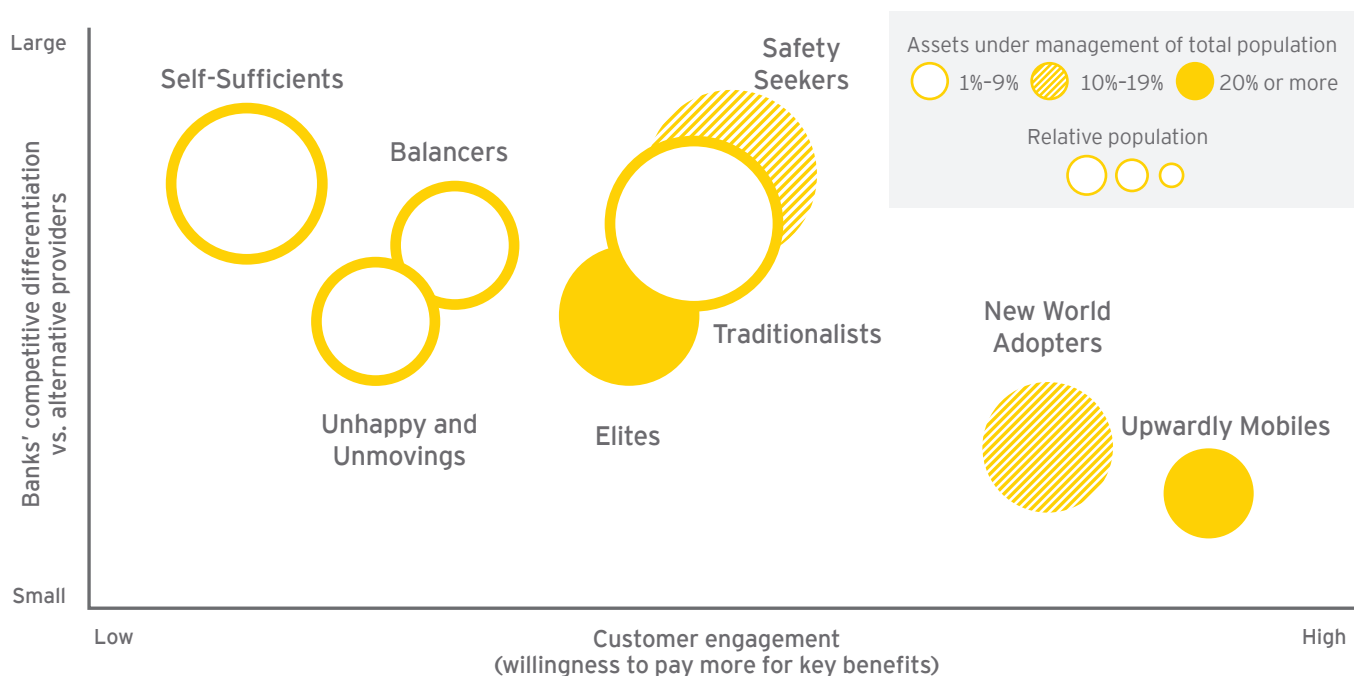 Large
Self-Sufficients
Safety
Seekers
Balancers
Assets under management of total population
1%–9%
10%–19%
20% or more
Relative population
Banks’ competitive differentiation
vs. alternative providers
Traditionalists
New World
Adopters
Unhappy and
Unmovings
Elites
Upwardly Mobiles
Small
Low
Customer engagement
(willingness to pay more for key benefits)
High